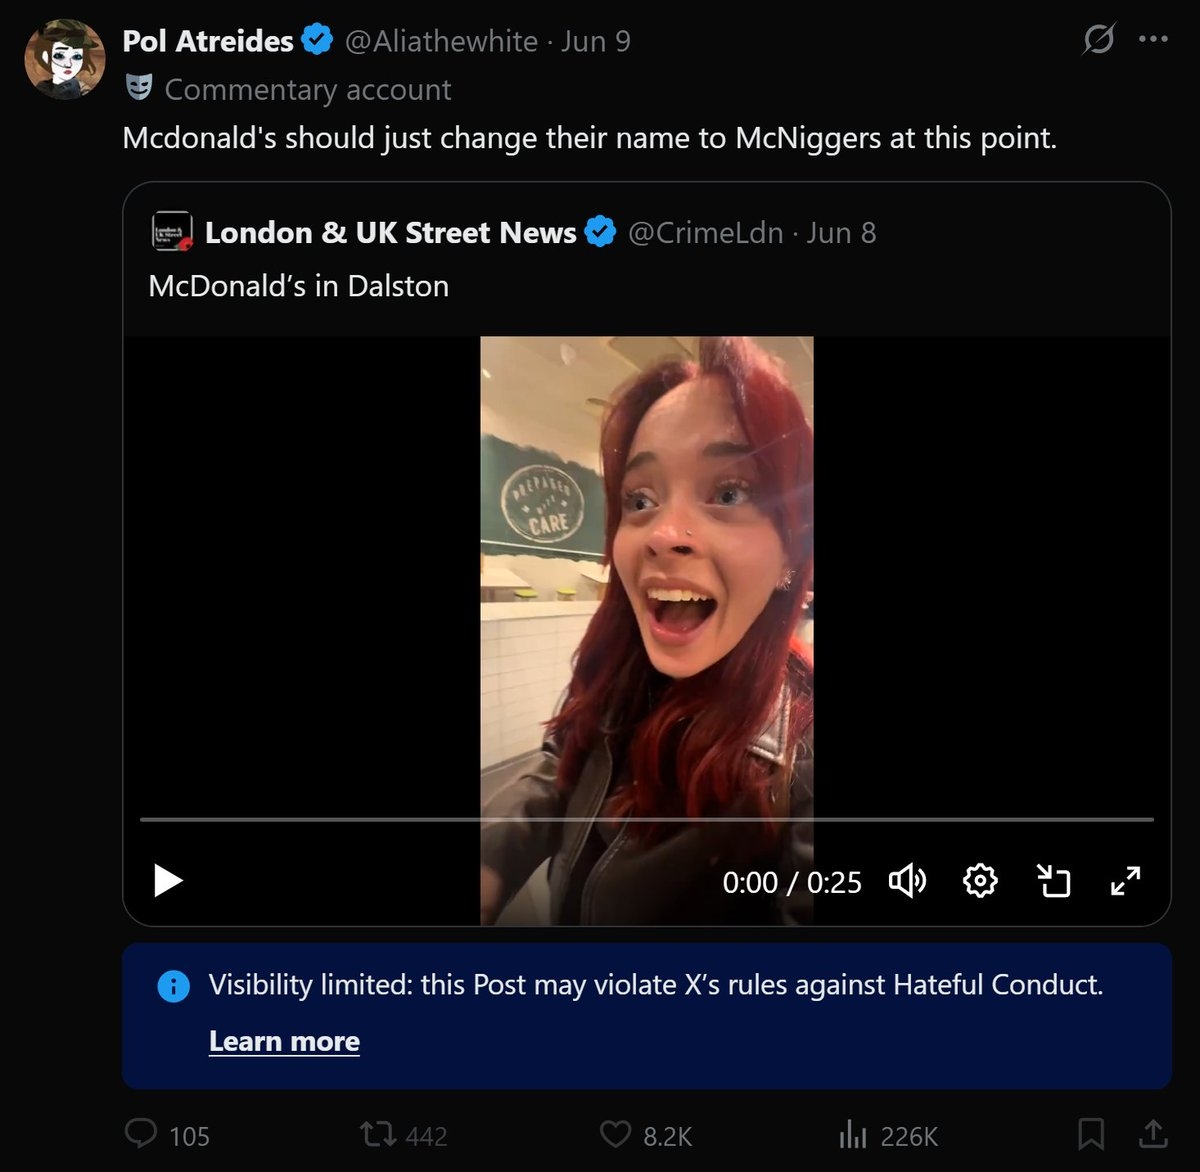 Pol Atreides @Aliathewhite · Jun 9
Commentary account
Mcdonald's should just change their name to McNiggers at this point.
London & UK Street News @CrimeLdn · Jun 8
McDonald’s in Dalston
PREPARED
WITH
CARE
0:00 / 0:25
Visibility limited: this Post may violate X’s rules against Hateful Conduct.
Learn more
105 442 8.2K 226K